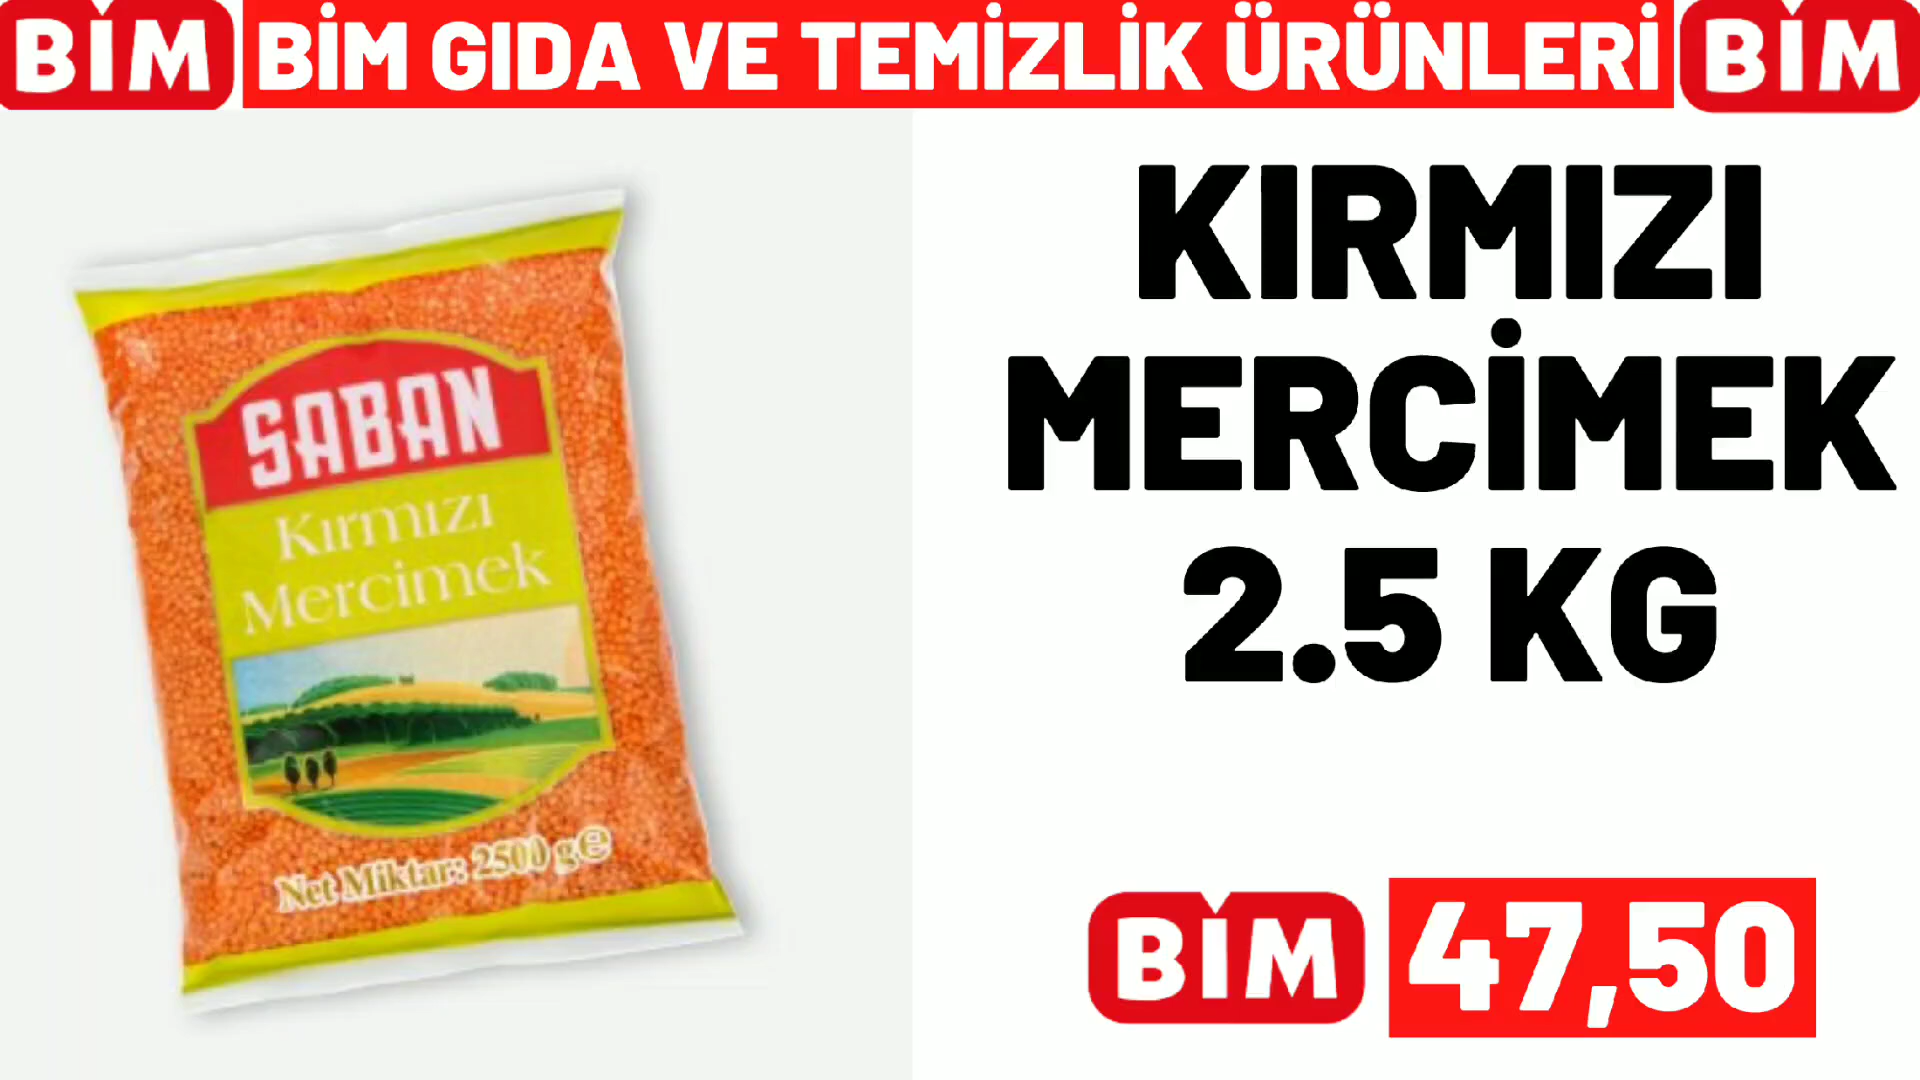 BİM BİM GIDA VE TEMİZLİK ÜRÜNLERİ BİM
SABAN
Kırmızı
Mercimek
Net Miktar: 2500 g ℮
KIRMIZI
MERCİMEK
2.5 KG
BİM 47,50